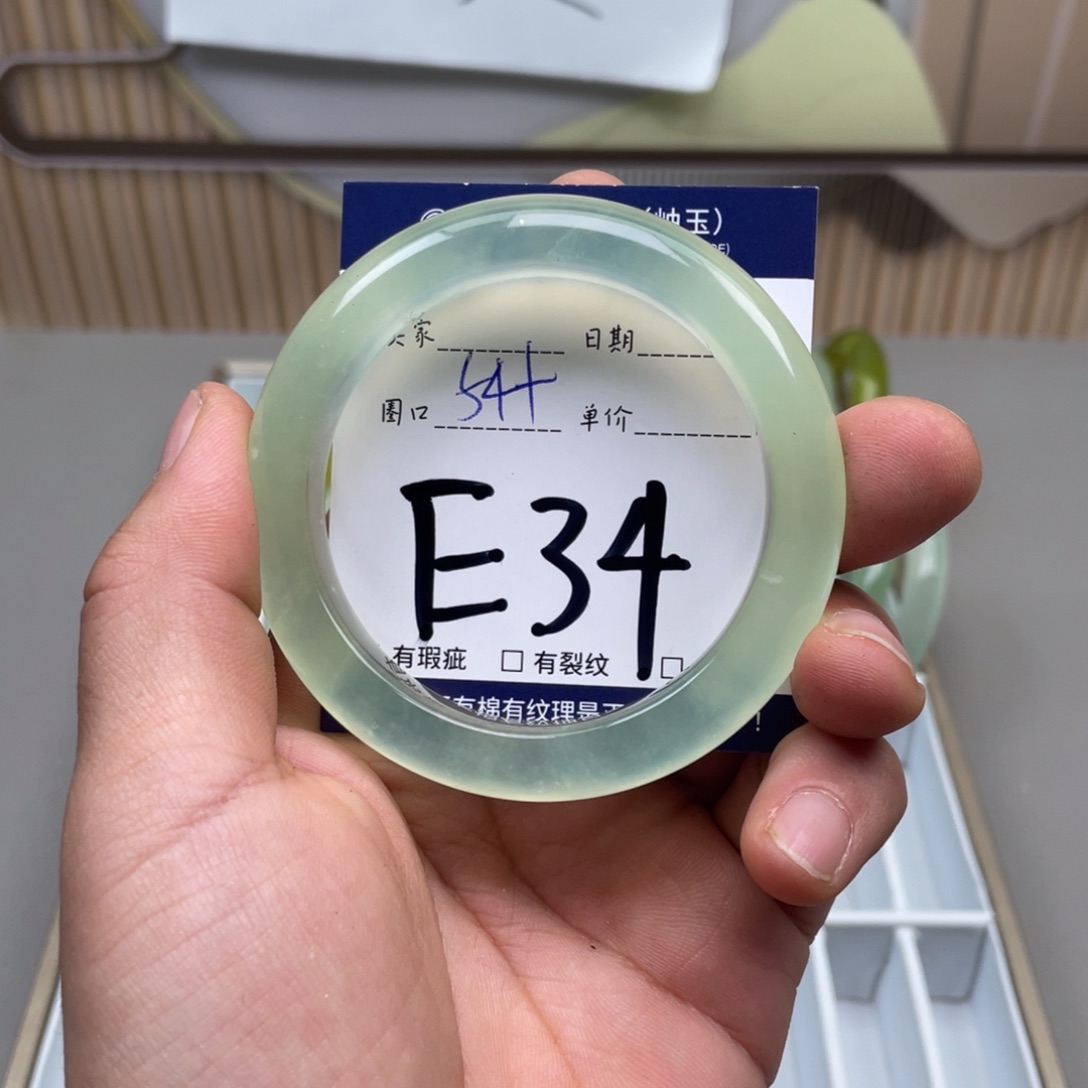 玉）
家 日期
圈口 54+ 单价
E34
有瑕疵 □ 有裂纹 □
有棉有纹理是 ！